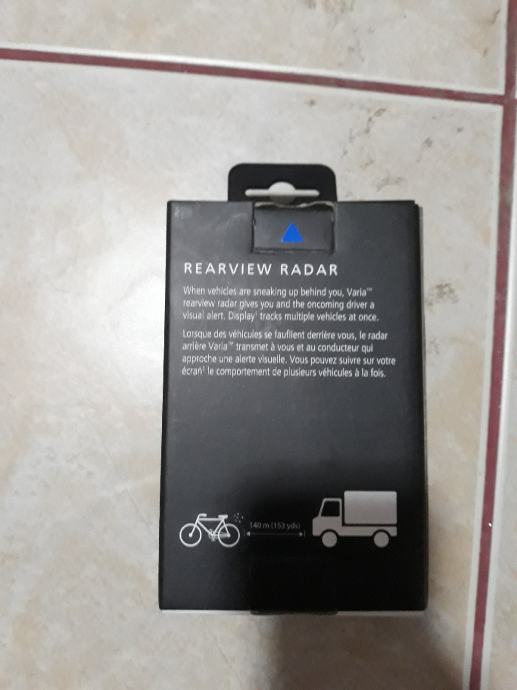 REARVIEW RADAR
When vehicles are sneaking up behind you, Varia™
rearview radar gives you and the oncoming driver a
visual alert. Display¹ tracks multiple vehicles at once.
Lorsque des véhicules se faufilent derrière vous, le radar
arrière Varia™ transmet à vous et au conducteur qui
approche une alerte visuelle. Vous pouvez suivre sur votre
écran¹ le comportement de plusieurs véhicules à la fois.
140 m (153 yds)